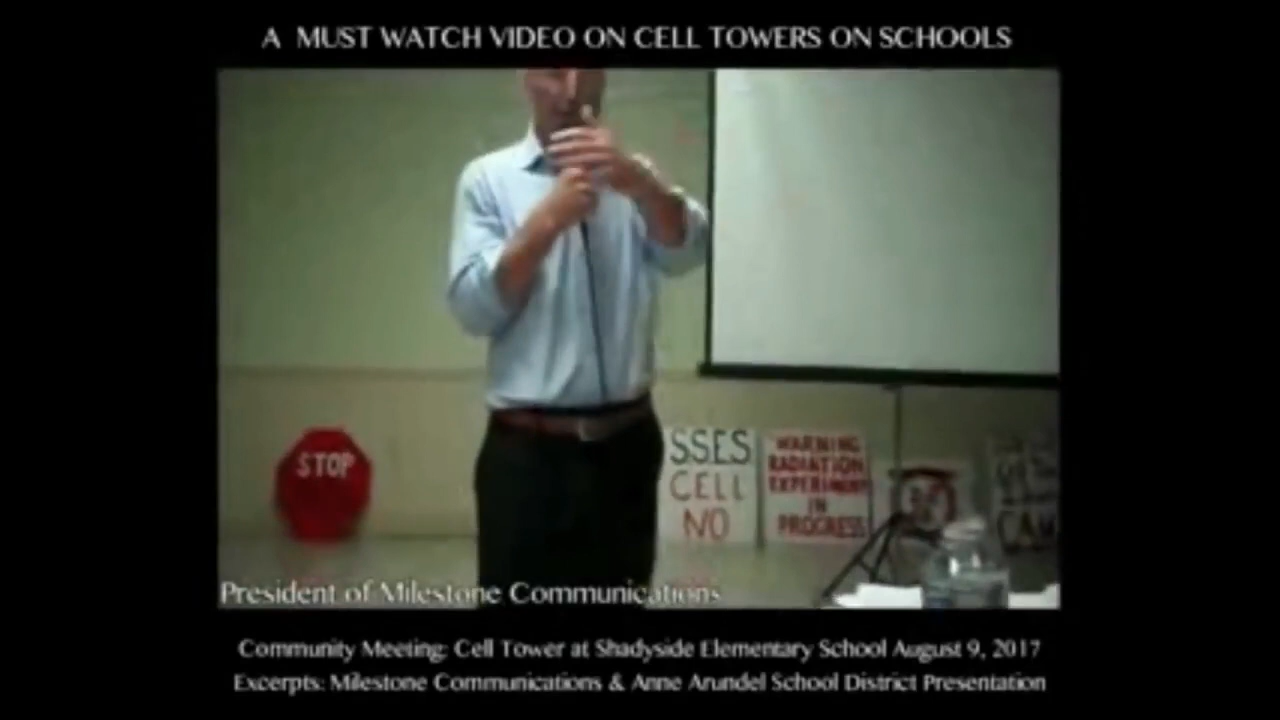 A MUST WATCH VIDEO ON CELL TOWERS ON SCHOOLS
STOP
SSES
CELL
NO
WARNING
RADIATION
EXPERIMENT
IN
PROGRESS
President of Milestone Communications
Community Meeting: Cell Tower at Shadyside Elementary School August 9, 2017
Excerpts: Milestone Communications & Anne Arundel School District Presentation